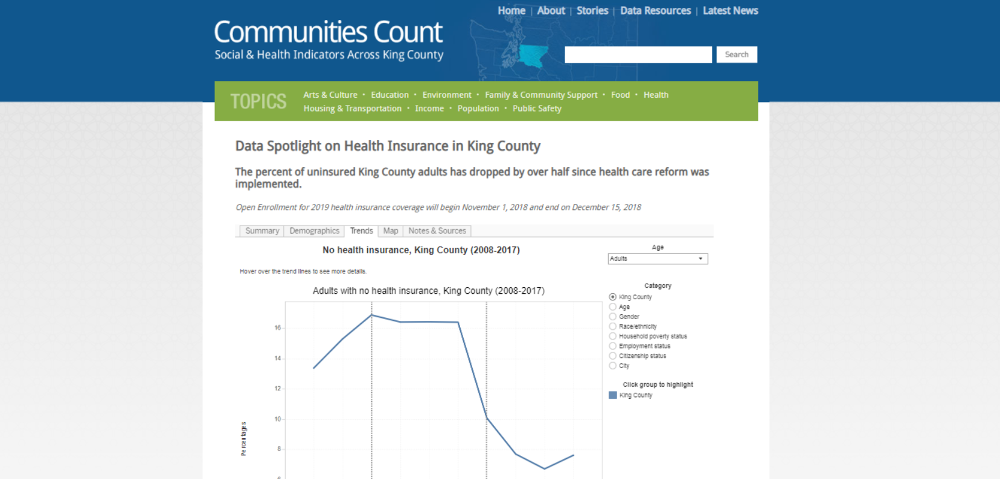 Home | About | Stories | Data Resources | Latest News
Communities Count
Social & Health Indicators Across King County
Search
TOPICS
Arts & Culture • Education • Environment • Family & Community Support • Food • Health
Housing & Transportation • Income • Population • Public Safety
Data Spotlight on Health Insurance in King County
The percent of uninsured King County adults has dropped by over half since health care reform was
implemented.
Open Enrollment for 2019 health insurance coverage will begin November 1, 2018 and end on December 15, 2018
Summary Demographics Trends Map Notes & Sources
No health insurance, King County (2008-2017)
Age
Adults
Hover over the trend lines to see more details.
Category
King County
Age
Gender
Race/ethnicity
Household poverty status
Employment status
Citizenship status
City
Click group to highlight
King County
Adults with no health insurance, King County (2008-2017)
16
14
12
10
8
Percentages